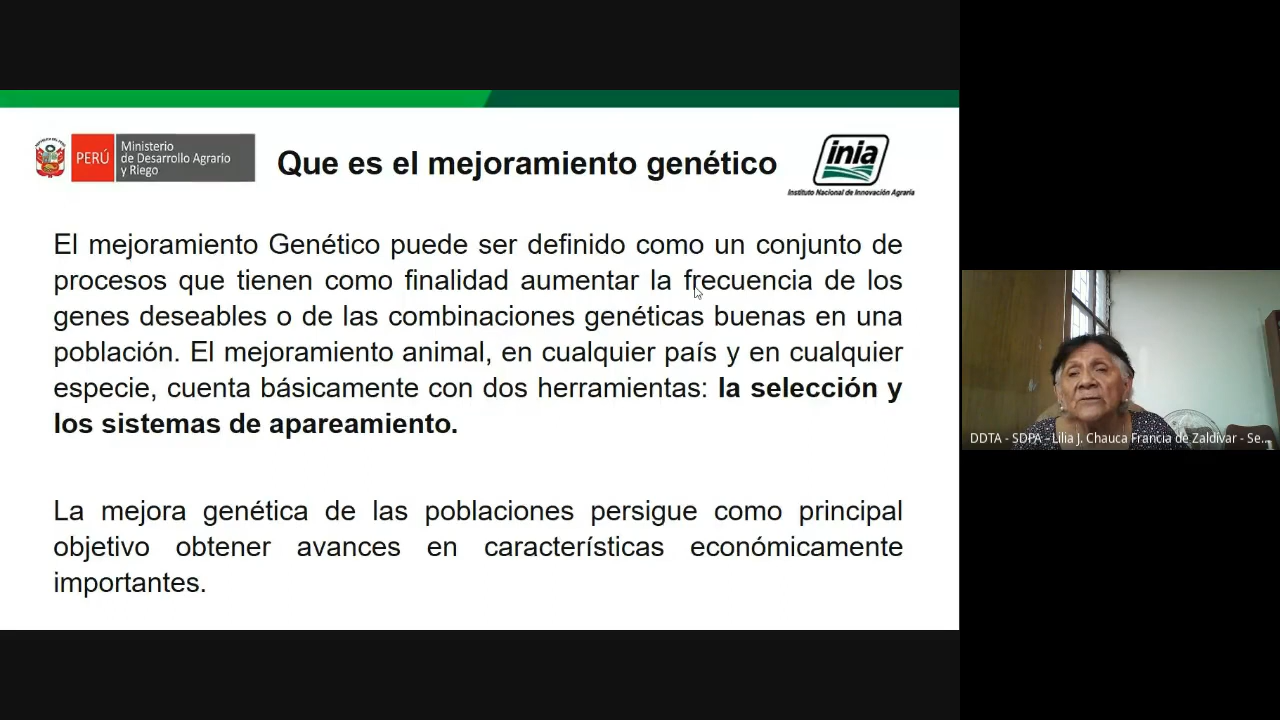 PERÚ
Ministerio
de Desarrollo Agrario
y Riego
Que es el mejoramiento genético
inia
Instituto Nacional de Innovación Agraria
El mejoramiento Genético puede ser definido como un conjunto de
procesos que tienen como finalidad aumentar la frecuencia de los
genes deseables o de las combinaciones genéticas buenas en una
población. El mejoramiento animal, en cualquier país y en cualquier
especie, cuenta básicamente con dos herramientas: la selección y
los sistemas de apareamiento.
La mejora genética de las poblaciones persigue como principal
objetivo obtener avances en características económicamente
importantes.
DDTA - SDPA - Lilia J. Chauca Francia de Zaldivar - Se...